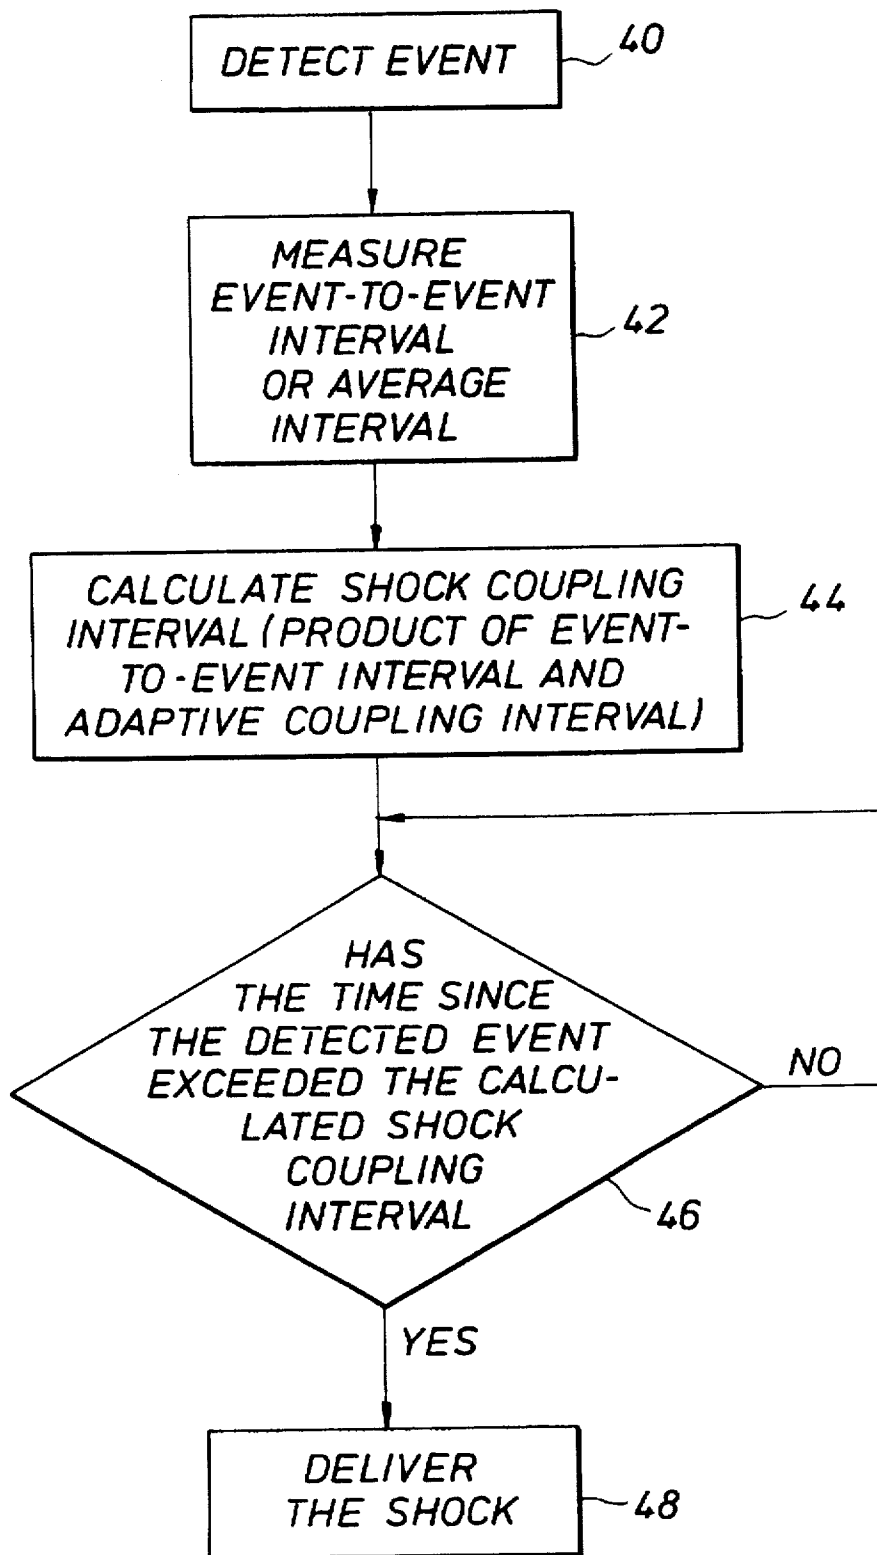 DETECT EVENT
40
MEASURE
EVENT-TO-EVENT
INTERVAL
OR AVERAGE
INTERVAL
42
CALCULATE SHOCK COUPLING
INTERVAL (PRODUCT OF EVENT-
TO-EVENT INTERVAL AND
ADAPTIVE COUPLING INTERVAL)
44
HAS
THE TIME SINCE
THE DETECTED EVENT
EXCEEDED THE CALCU-
LATED SHOCK
COUPLING
INTERVAL
NO
46
YES
DELIVER
THE SHOCK
48